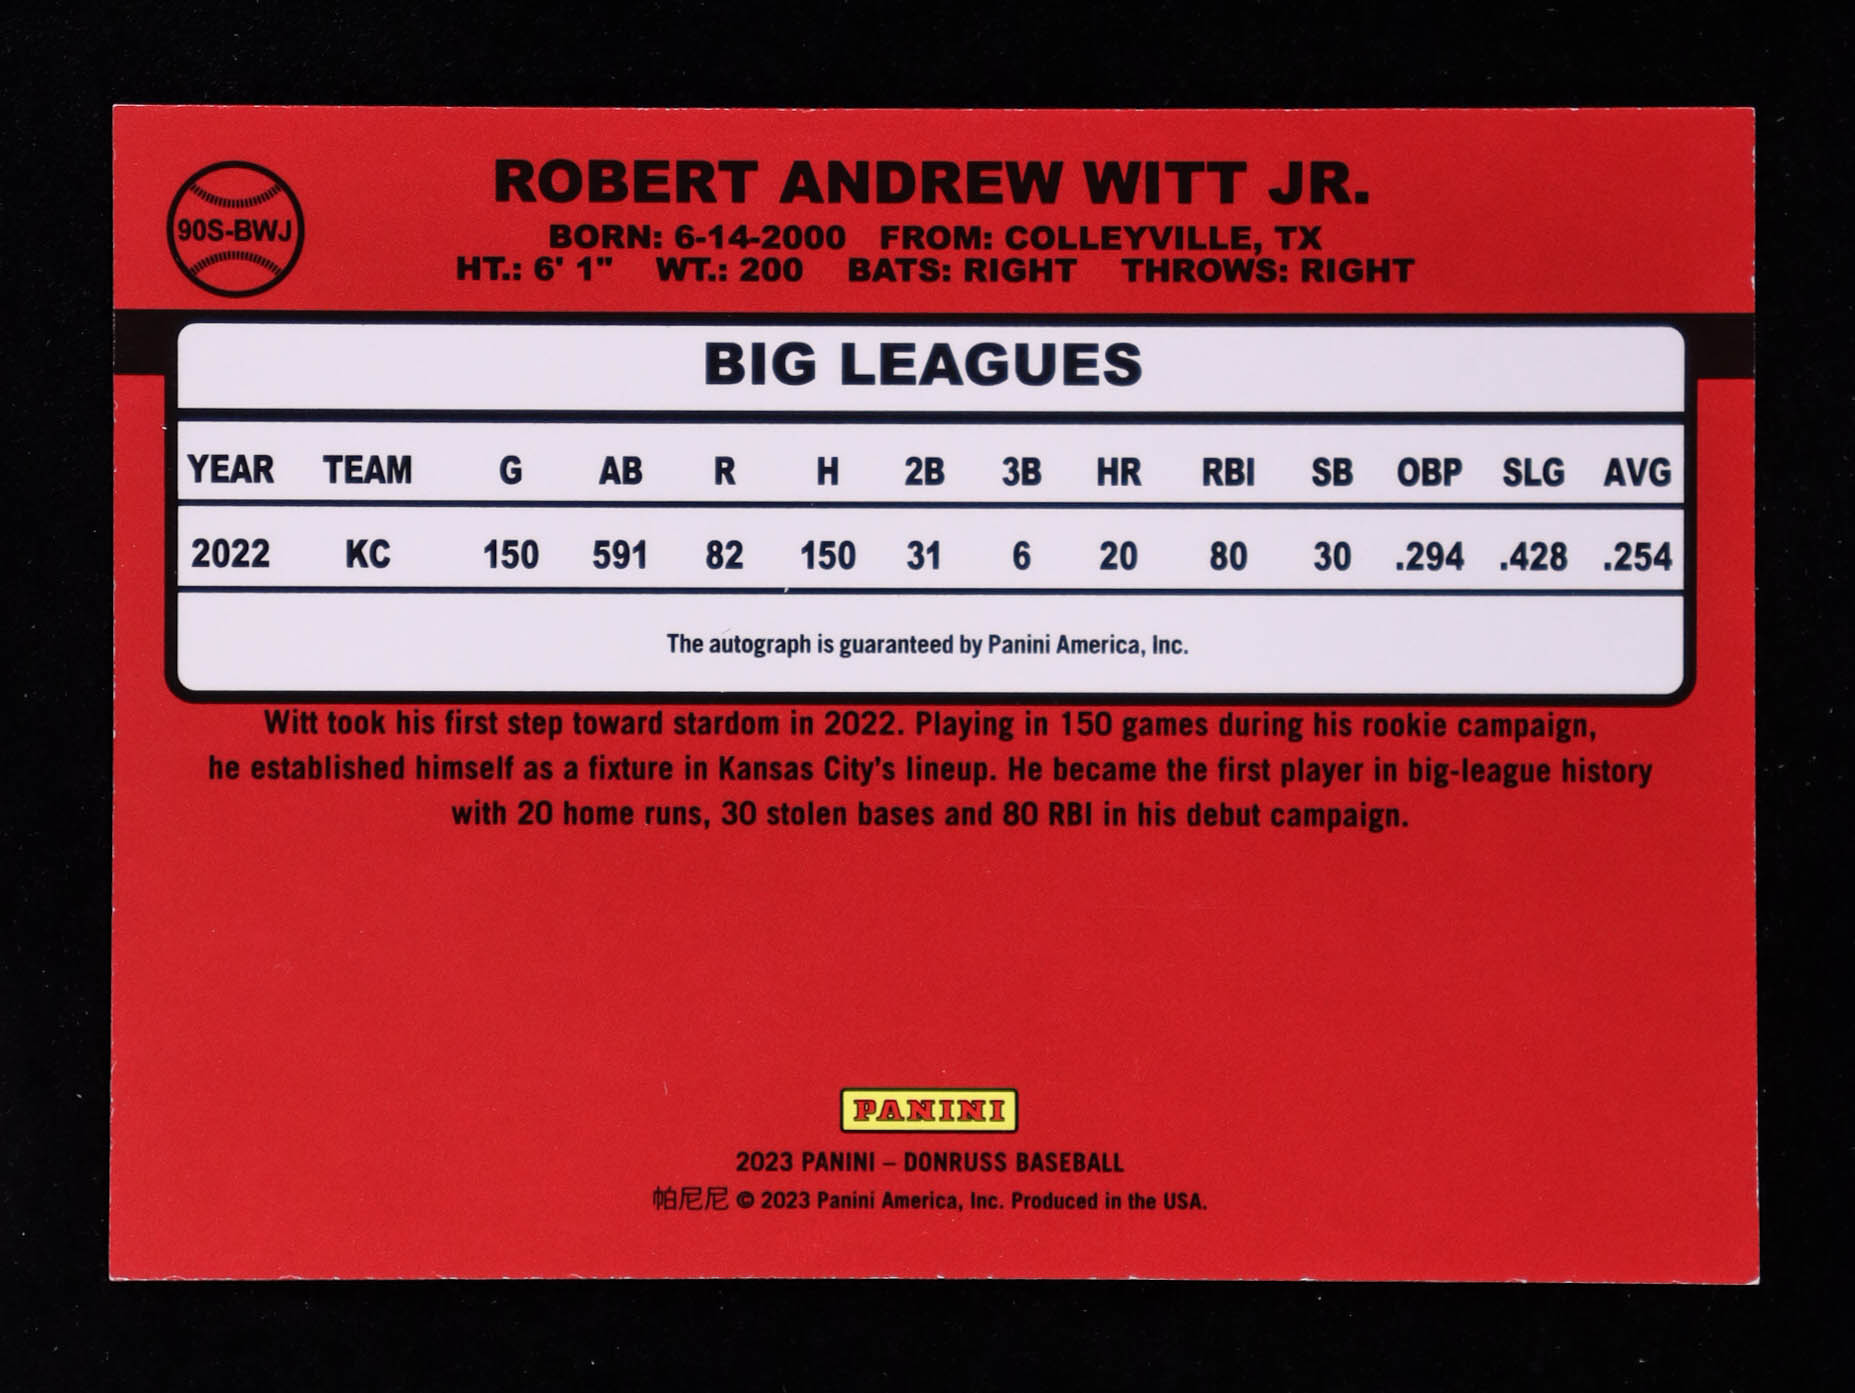 90S-BWJ
ROBERT ANDREW WITT JR.
BORN: 6-14-2000 FROM: COLLEYVILLE, TX
HT.: 6' 1" WT.: 200 BATS: RIGHT THROWS: RIGHT
BIG LEAGUES
YEAR TEAM G AB R H 2B 3B HR RBI SB OBP SLG AVG
2022 KC 150 591 82 150 31 6 20 80 30 .294 .428 .254
The autograph is guaranteed by Panini America, Inc.
Witt took his first step toward stardom in 2022. Playing in 150 games during his rookie campaign,
he established himself as a fixture in Kansas City's lineup. He became the first player in big-league history
with 20 home runs, 30 stolen bases and 80 RBI in his debut campaign.
PANINI
2023 PANINI – DONRUSS BASEBALL
帕尼尼 © 2023 Panini America, Inc. Produced in the USA.